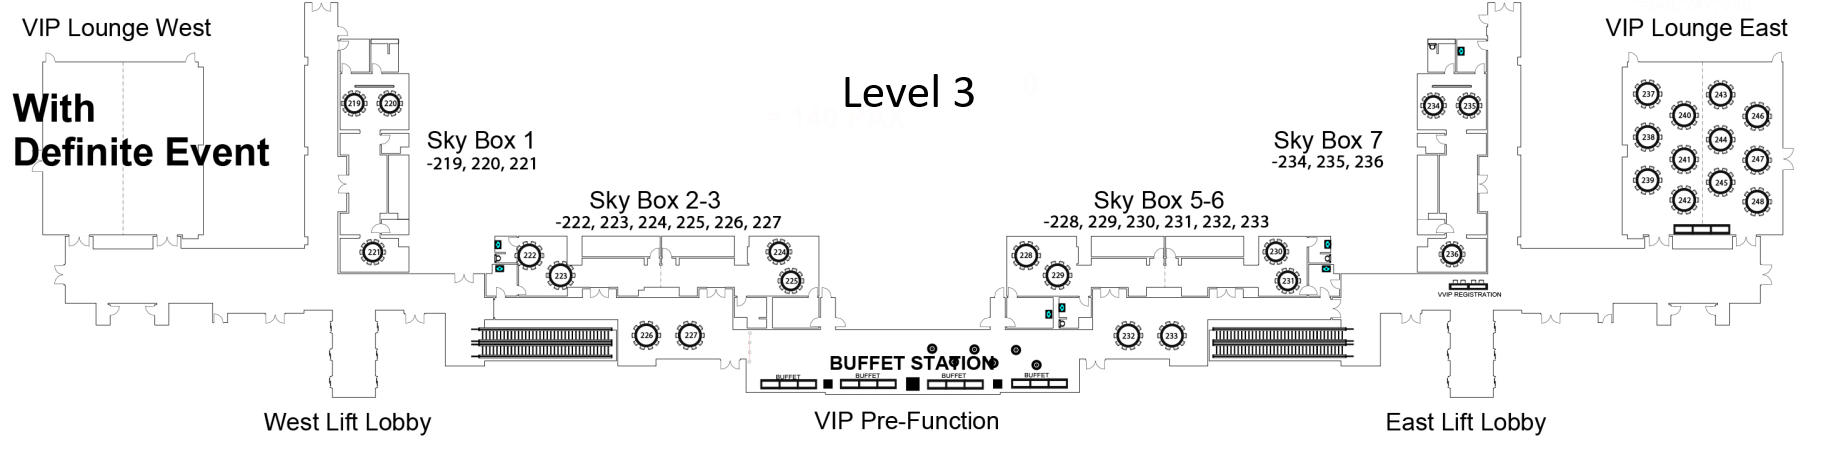 VIP Lounge West
VIP Lounge East
With
Definite Event
Level 3
Sky Box 1
-219, 220, 221
Sky Box 7
-234, 235, 236
Sky Box 2-3
-222, 223, 224, 225, 226, 227
Sky Box 5-6
-228, 229, 230, 231, 232, 233
219
220
221
222
223
224
225
226
227
228
229
230
231
232
233
234
235
236
237
238
239
240
241
242
243
244
245
246
247
248
VVIP REGISTRATION
BUFFET STATION
BUFFET
BUFFET
BUFFET
BUFFET
West Lift Lobby
VIP Pre-Function
East Lift Lobby